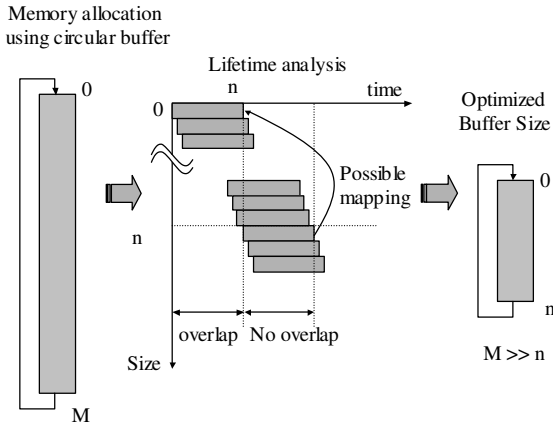 Memory allocation
using circular buffer
0
M
Lifetime analysis
n
time
0
Possible
mapping
n
overlap
No overlap
Size
Optimized
Buffer Size
0
n
M >> n